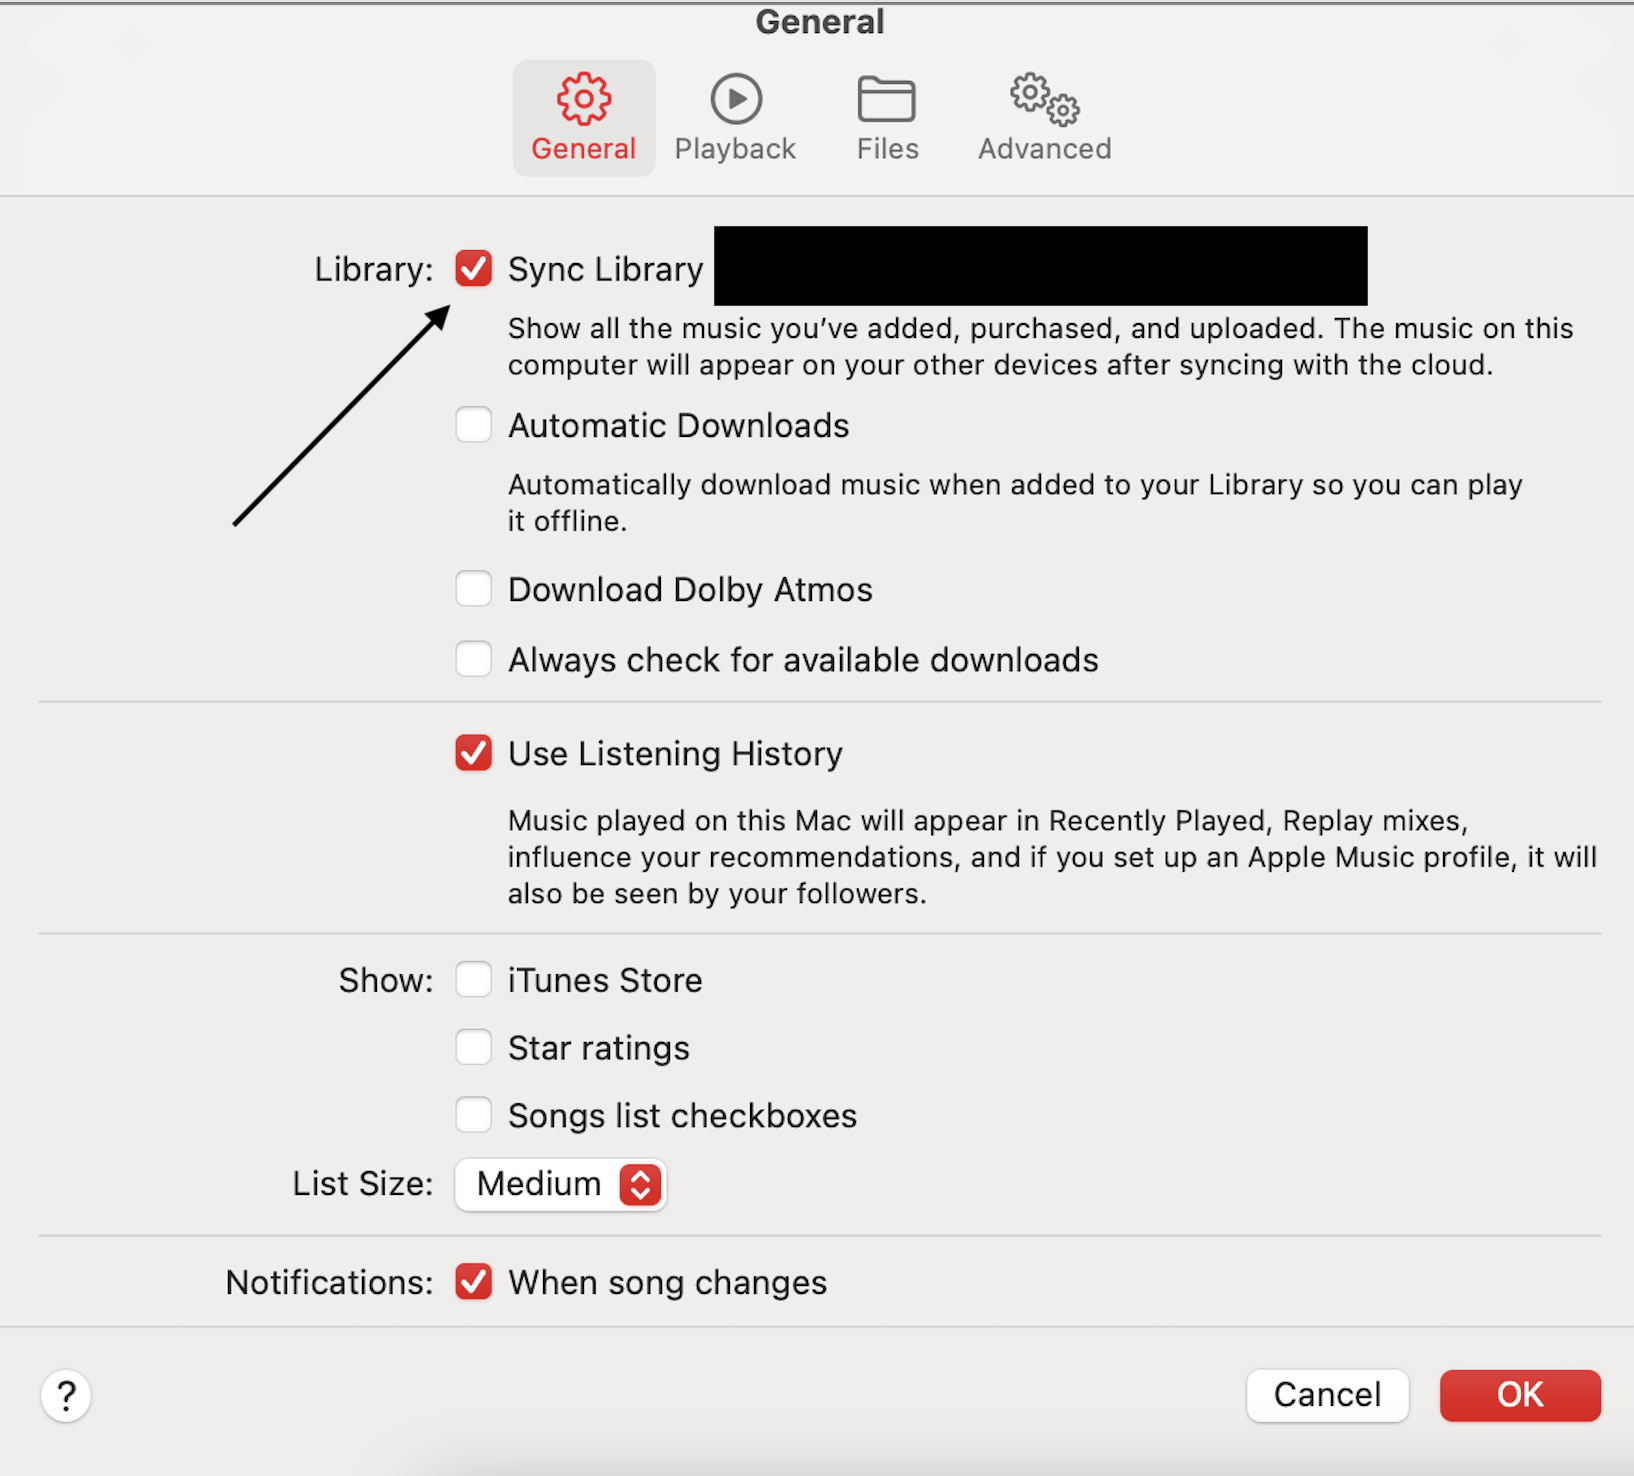 General
General Playback Files Advanced
Library: Sync Library
Show all the music you’ve added, purchased, and uploaded. The music on this
computer will appear on your other devices after syncing with the cloud.
Automatic Downloads
Automatically download music when added to your Library so you can play
it offline.
Download Dolby Atmos
Always check for available downloads
Use Listening History
Music played on this Mac will appear in Recently Played, Replay mixes,
influence your recommendations, and if you set up an Apple Music profile, it will
also be seen by your followers.
Show: iTunes Store
Star ratings
Songs list checkboxes
List Size: Medium
Notifications: When song changes
? Cancel OK